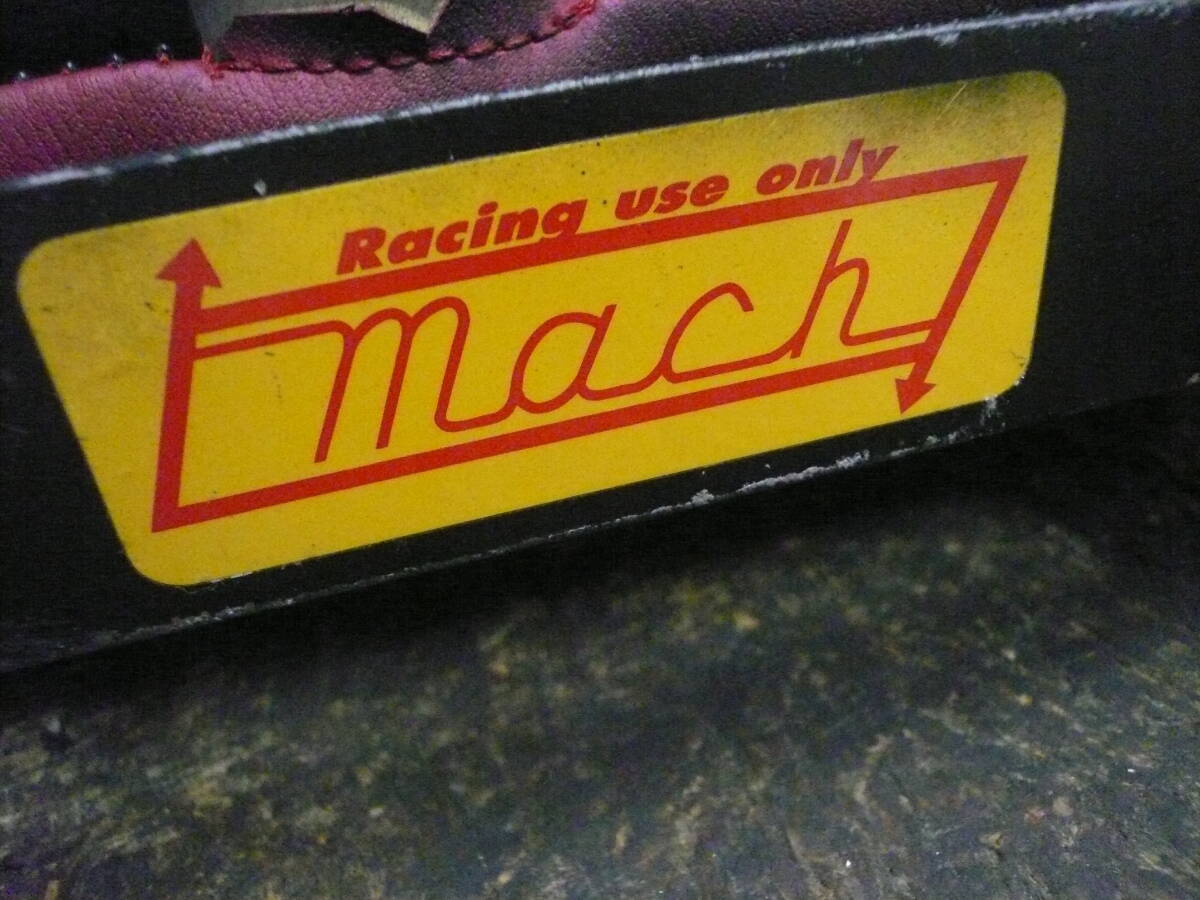 Racing use only
mach